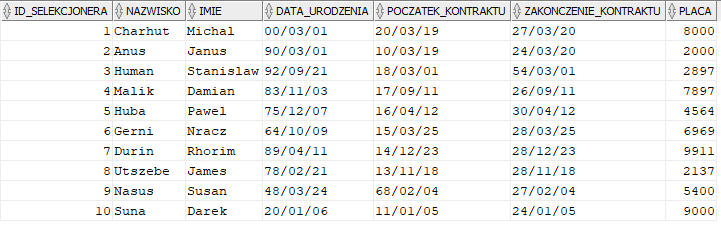 ID_SELEKCJONERA NAZWISKO IMIE DATA_URODZENIA POCZATEK_KONTRAKTU ZAKONCZENIE_KONTRAKTU PLACA
1 Charhut Michal 00/03/01 20/03/19 27/03/20 8000
2 Anus Janus 90/03/01 10/03/19 24/03/20 2000
3 Human Stanislaw 92/09/21 18/03/01 54/03/01 2897
4 Malik Damian 83/11/03 17/09/11 26/09/11 7897
5 Huba Pawel 75/12/07 16/04/12 30/04/12 4564
6 Gerni Nracz 64/10/09 15/03/25 28/03/25 6969
7 Durin Rhorim 89/04/11 14/12/23 28/12/23 9911
8 Utszebe James 78/02/21 13/11/18 28/11/18 2137
9 Nasus Susan 48/03/24 68/02/04 27/02/04 5400
10 Suna Darek 20/01/06 11/01/05 24/01/05 9000